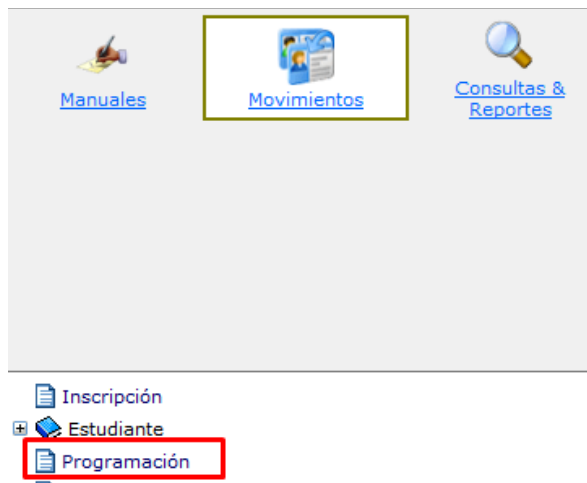 Manuales
Movimientos
Consultas &
Reportes
Inscripción
Estudiante
Programación